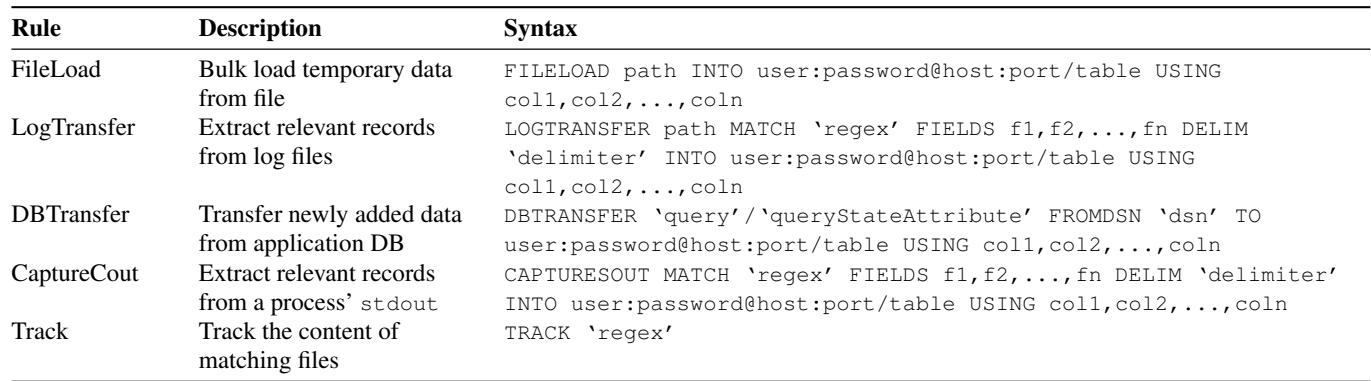 Rule Description Syntax
FileLoad Bulk load temporary data FILELOAD path INTO user:password@host:port/table USING
from file col1,col2,...,coln
LogTransfer Extract relevant records LOGTRANSFER path MATCH ‘regex’ FIELDS f1,f2,...,fn DELIM
from log files ‘delimiter’ INTO user:password@host:port/table USING
col1,col2,...,coln
DBTransfer Transfer newly added data DBTRANSFER ‘query’/‘queryStateAttribute’ FROMDSN ‘dsn’ TO
from application DB user:password@host:port/table USING col1,col2,...,coln
CaptureCout Extract relevant records CAPTURESOUT MATCH ‘regex’ FIELDS f1,f2,...,fn DELIM ‘delimiter’
from a process’ stdout INTO user:password@host:port/table USING col1,col2,...,coln
Track Track the content of TRACK ‘regex’
matching files